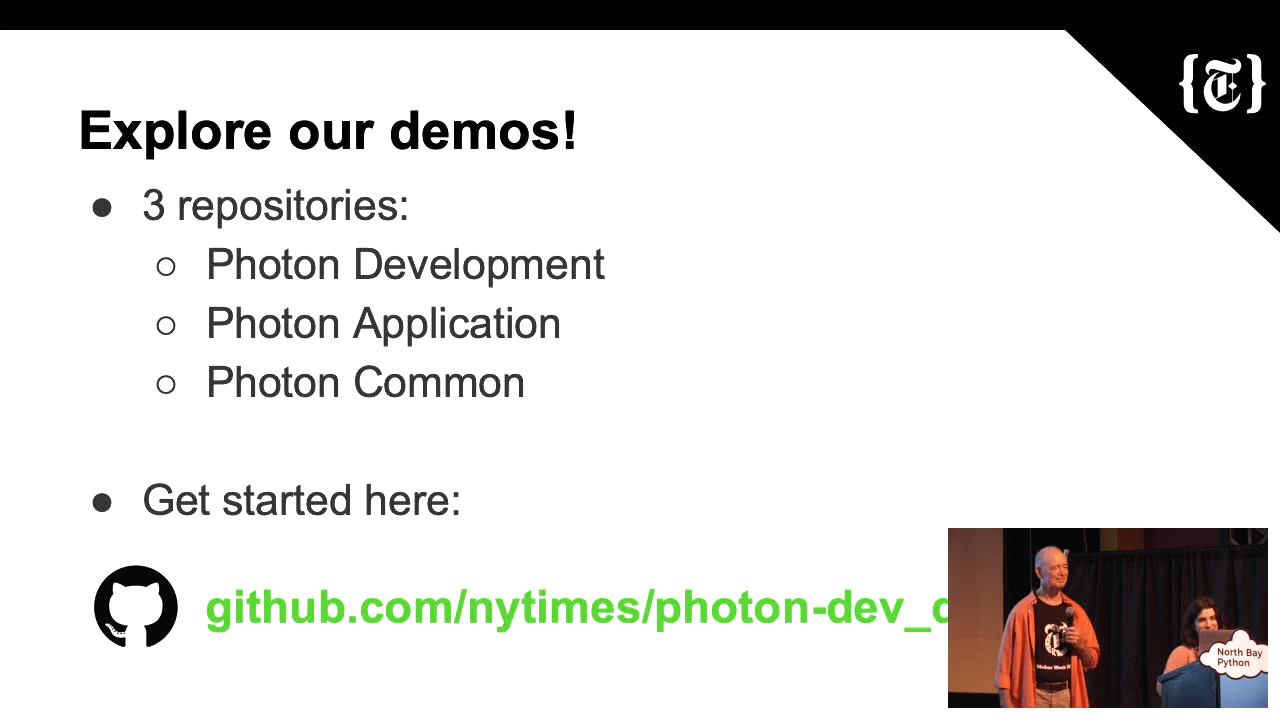 {T}
Explore our demos!
● 3 repositories:
○ Photon Development
○ Photon Application
○ Photon Common
● Get started here:
github.com/nytimes/photon-dev_d
North Bay
Python